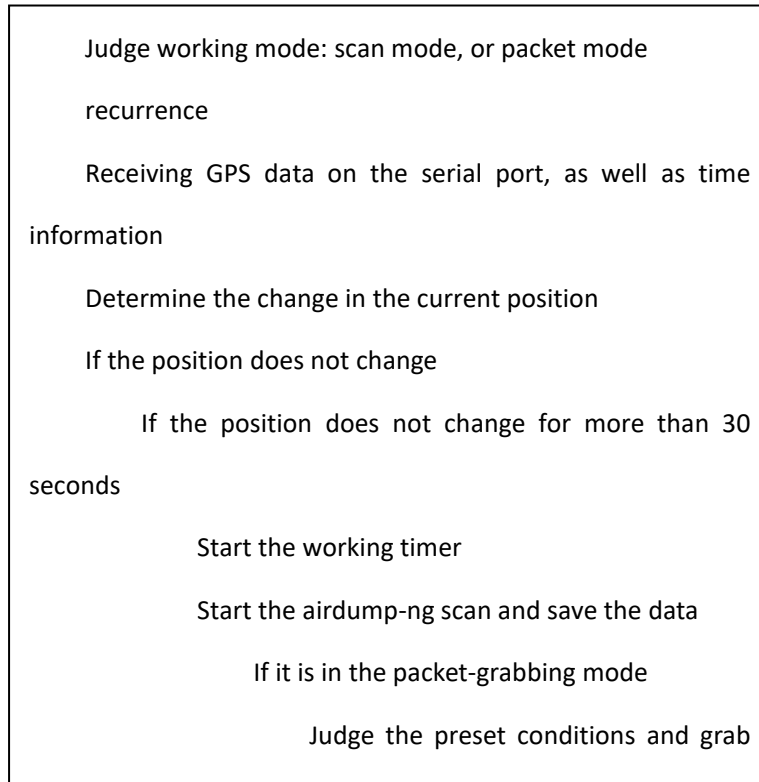 Judge working mode: scan mode, or packet mode
recurrence
Receiving GPS data on the serial port, as well as time
information
Determine the change in the current position
If the position does not change
If the position does not change for more than 30
seconds
Start the working timer
Start the airdump-ng scan and save the data
If it is in the packet-grabbing mode
Judge the preset conditions and grab